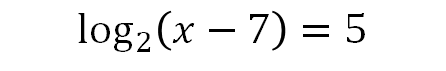 log₂(x − 7) = 5